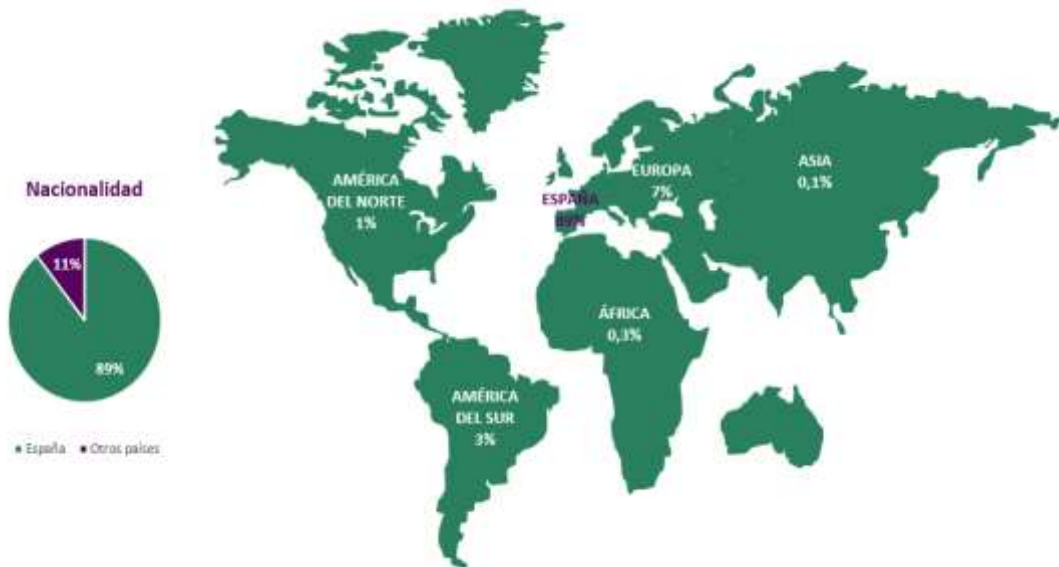 Nacionalidad
11%
89%
España
Otros países
AMÉRICA
DEL NORTE
1%
AMÉRICA
DEL SUR
3%
ESPAÑA
89%
EUROPA
7%
ÁFRICA
0,3%
ASIA
0,1%